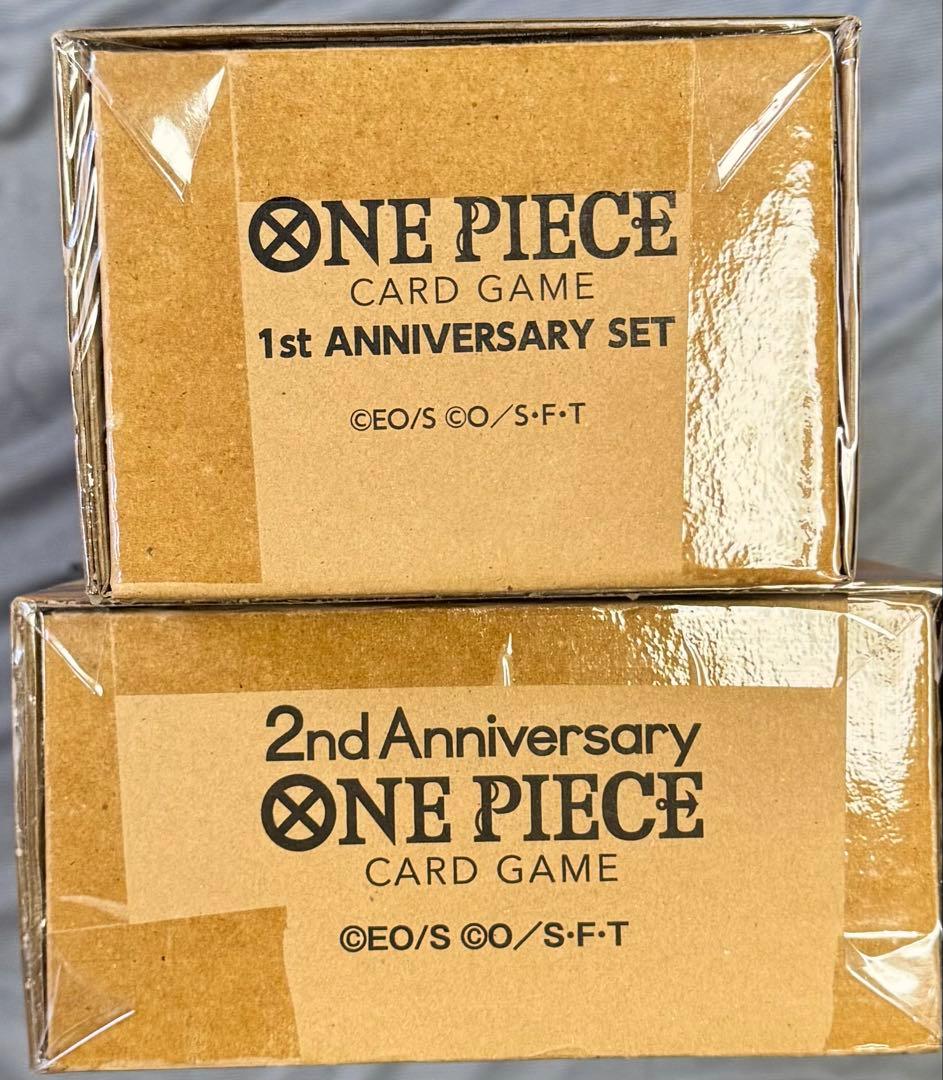 ONE PIECE
CARD GAME
1st ANNIVERSARY SET
©EO/S ©O／S・F・T
2nd Anniversary
ONE PIECE
CARD GAME
©EO/S ©O／S・F・T